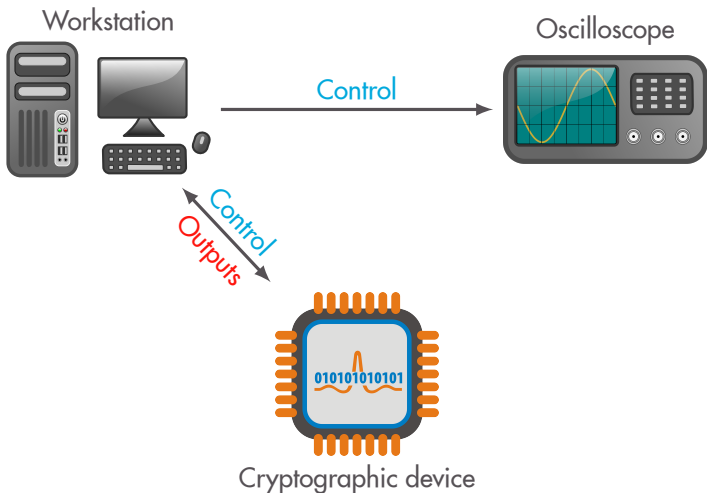 Workstation
Oscilloscope
Control
Control
Outputs
010101010101
Cryptographic device